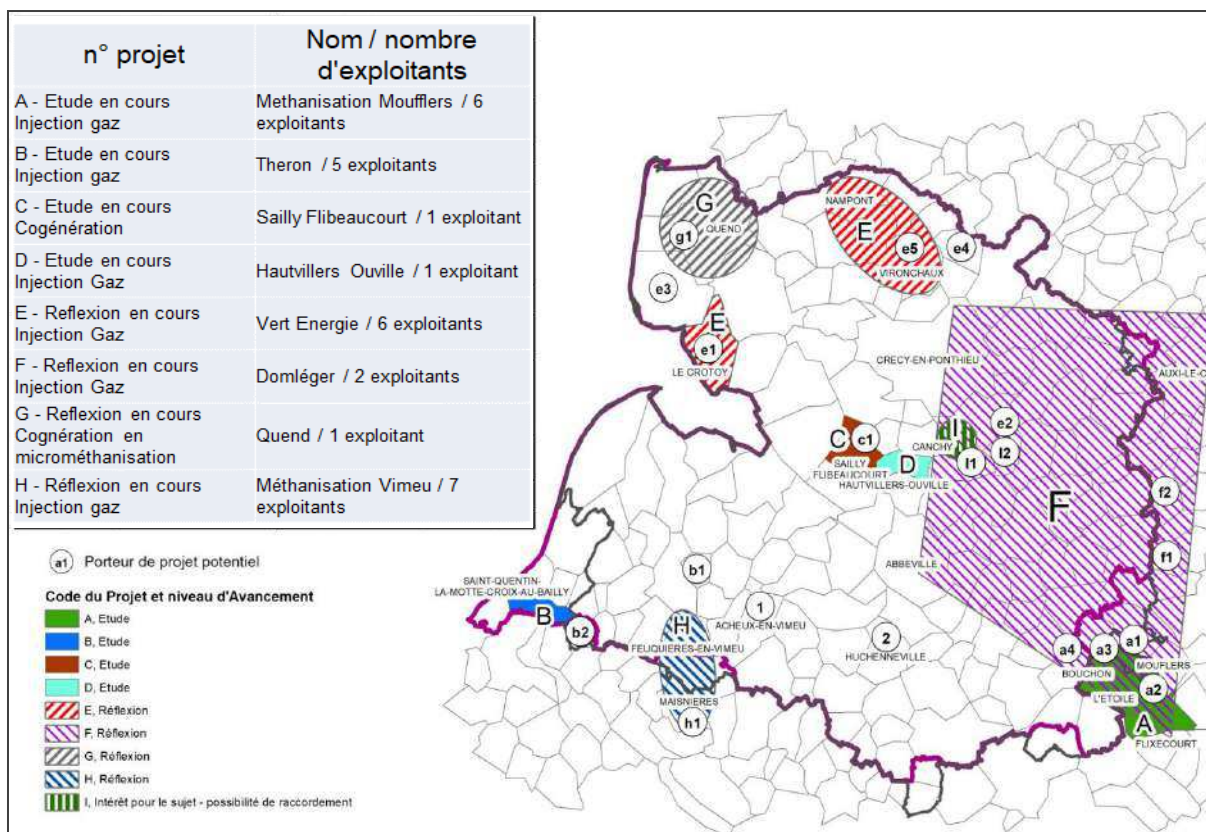 n° projet
Nom / nombre
d'exploitants
A - Etude en cours
Injection gaz
Methanisation Moufflers / 6
exploitants
B - Etude en cours
Injection gaz
Theron / 5 exploitants
C - Etude en cours
Cogénération
Sailly Flibeaucourt / 1 exploitant
D - Etude en cours
Injection Gaz
Hautvillers Ouville / 1 exploitant
E - Reflexion en cours
Injection Gaz
Vert Energie / 6 exploitants
F - Reflexion en cours
Injection Gaz
Domléger / 2 exploitants
G - Reflexion en cours
Cognération en
microméthanisation
Quend / 1 exploitant
H - Réflexion en cours
Injection gaz
Méthanisation Vimeu / 7
exploitants
a1 Porteur de projet potentiel
Code du Projet et niveau d'Avancement
A, Etude
B, Etude
C, Etude
D, Etude
E, Réflexion
F, Réflexion
G, Réflexion
H, Réflexion
I, Intérêt pour le sujet - possibilité de raccordement
G
g1
QUEND
NAMPONT
E
e5
e4
VIRONCHAUX
e3
E
e1
LE CROTOY
CRECY-EN-PONTHIEU
AUXI-LE-C
C
c1
SAILLY
FLIBEAUCOURT
D
HAUTVILLERS-OUVILLE
CANCHY
I
I1
e2
I2
F
f2
f1
ABBEVILLE
SAINT-QUENTIN-
LA-MOTTE-CROIX-AU-BAILLY
B
b2
b1
1
ACHEUX-EN-VIMEU
H
FEUQUIERES-EN-VIMEU
MAISNIERES
h1
2
HUCHENNEVILLE
a4
a3
a1
MOUFLERS
BOUCHON
a2
L'ETOILE
A
FLIXECOURT